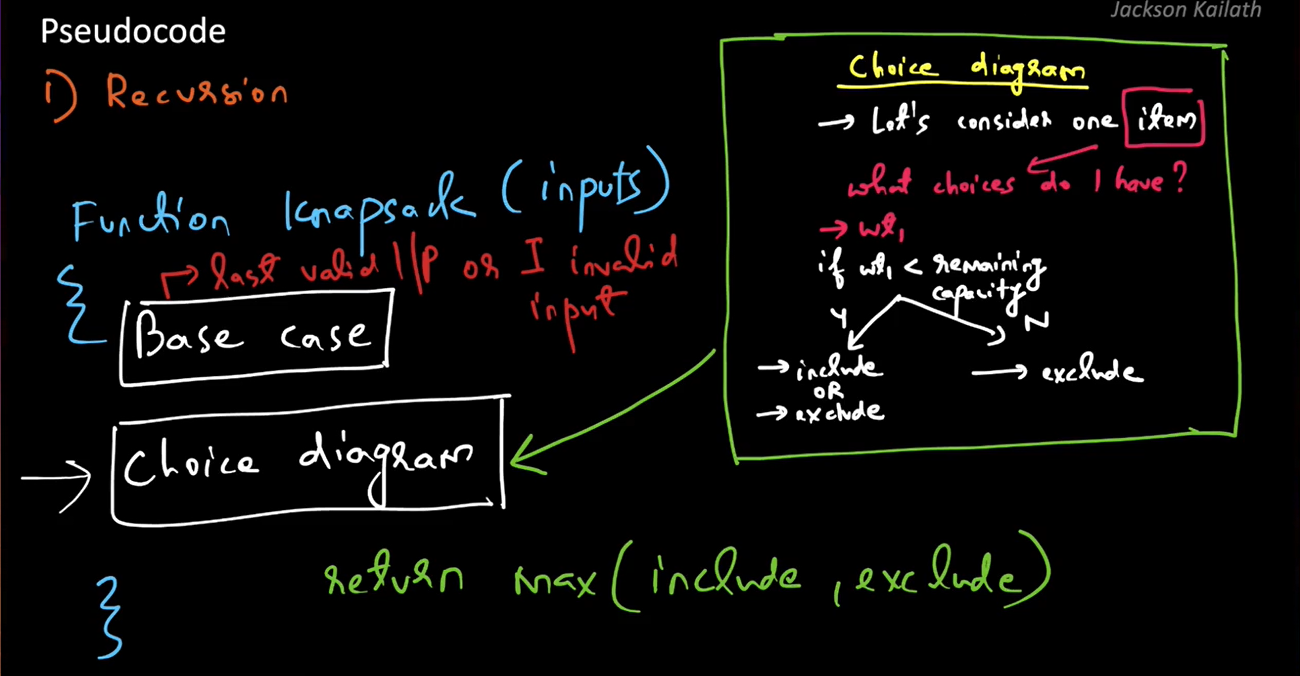 Jackson Kailath
Pseudocode
1) Recursion
Function Knapsack (inputs)
{
→ last valid I/P or I invalid
input
Base case
→ Choice diagram
return max(include, exclude)
}
Choice diagram
→ Let's consider one item
what choices do I have?
→ wt1
if wt1 < remaining
capacity
Y
N
→ include
OR
→ exclude
→ exclude